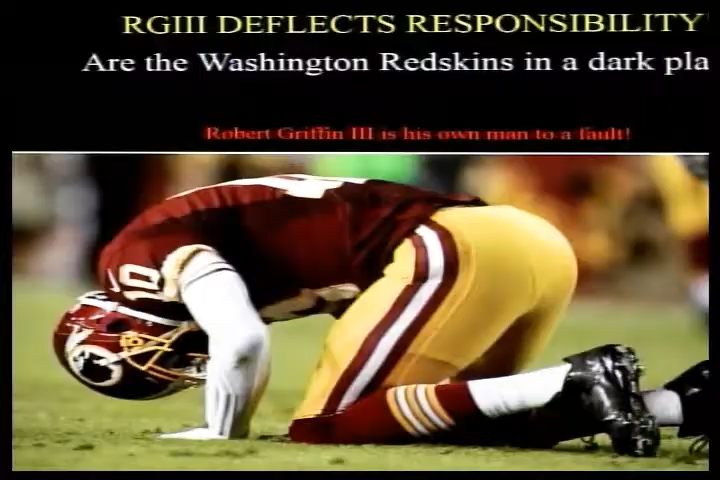 RGIII DEFLECTS RESPONSIBILITY
Are the Washington Redskins in a dark pla
Robert Griffin III is his own man to a fault!
10